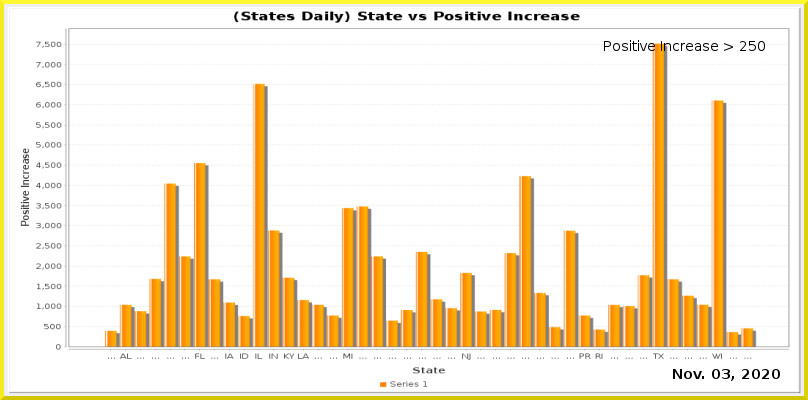 (States Daily) State vs Positive Increase
Positive Increase > 250
7,500
7,000
6,500
6,000
5,500
5,000
4,500
4,000
3,500
3,000
2,500
2,000
1,500
1,000
500
0
Positive Increase
... AL ... ... ... ... FL ... IA ID IL IN KY LA ... ... MI ... ... ... ... ... ... ... NJ ... ... ... ... ... ... ... PR RI ... ... ... TX ... ... ... WI ... ...
State
Nov. 03, 2020
Series 1